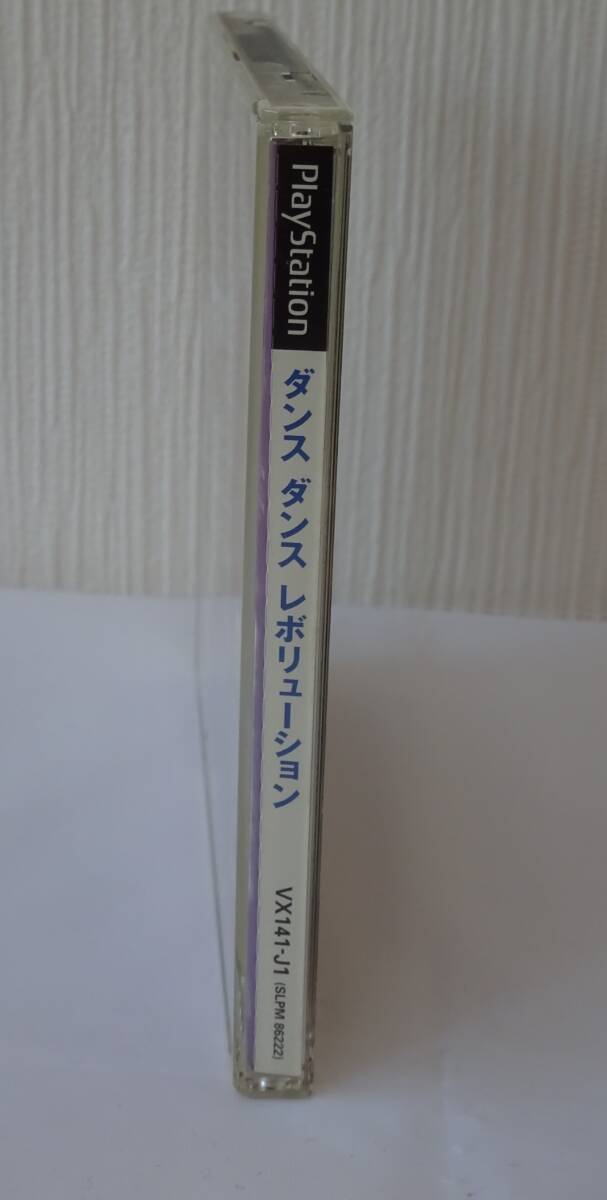 PlayStation
ダンス ダンス レボリューション
VX141-J1 (SLPM 86222)